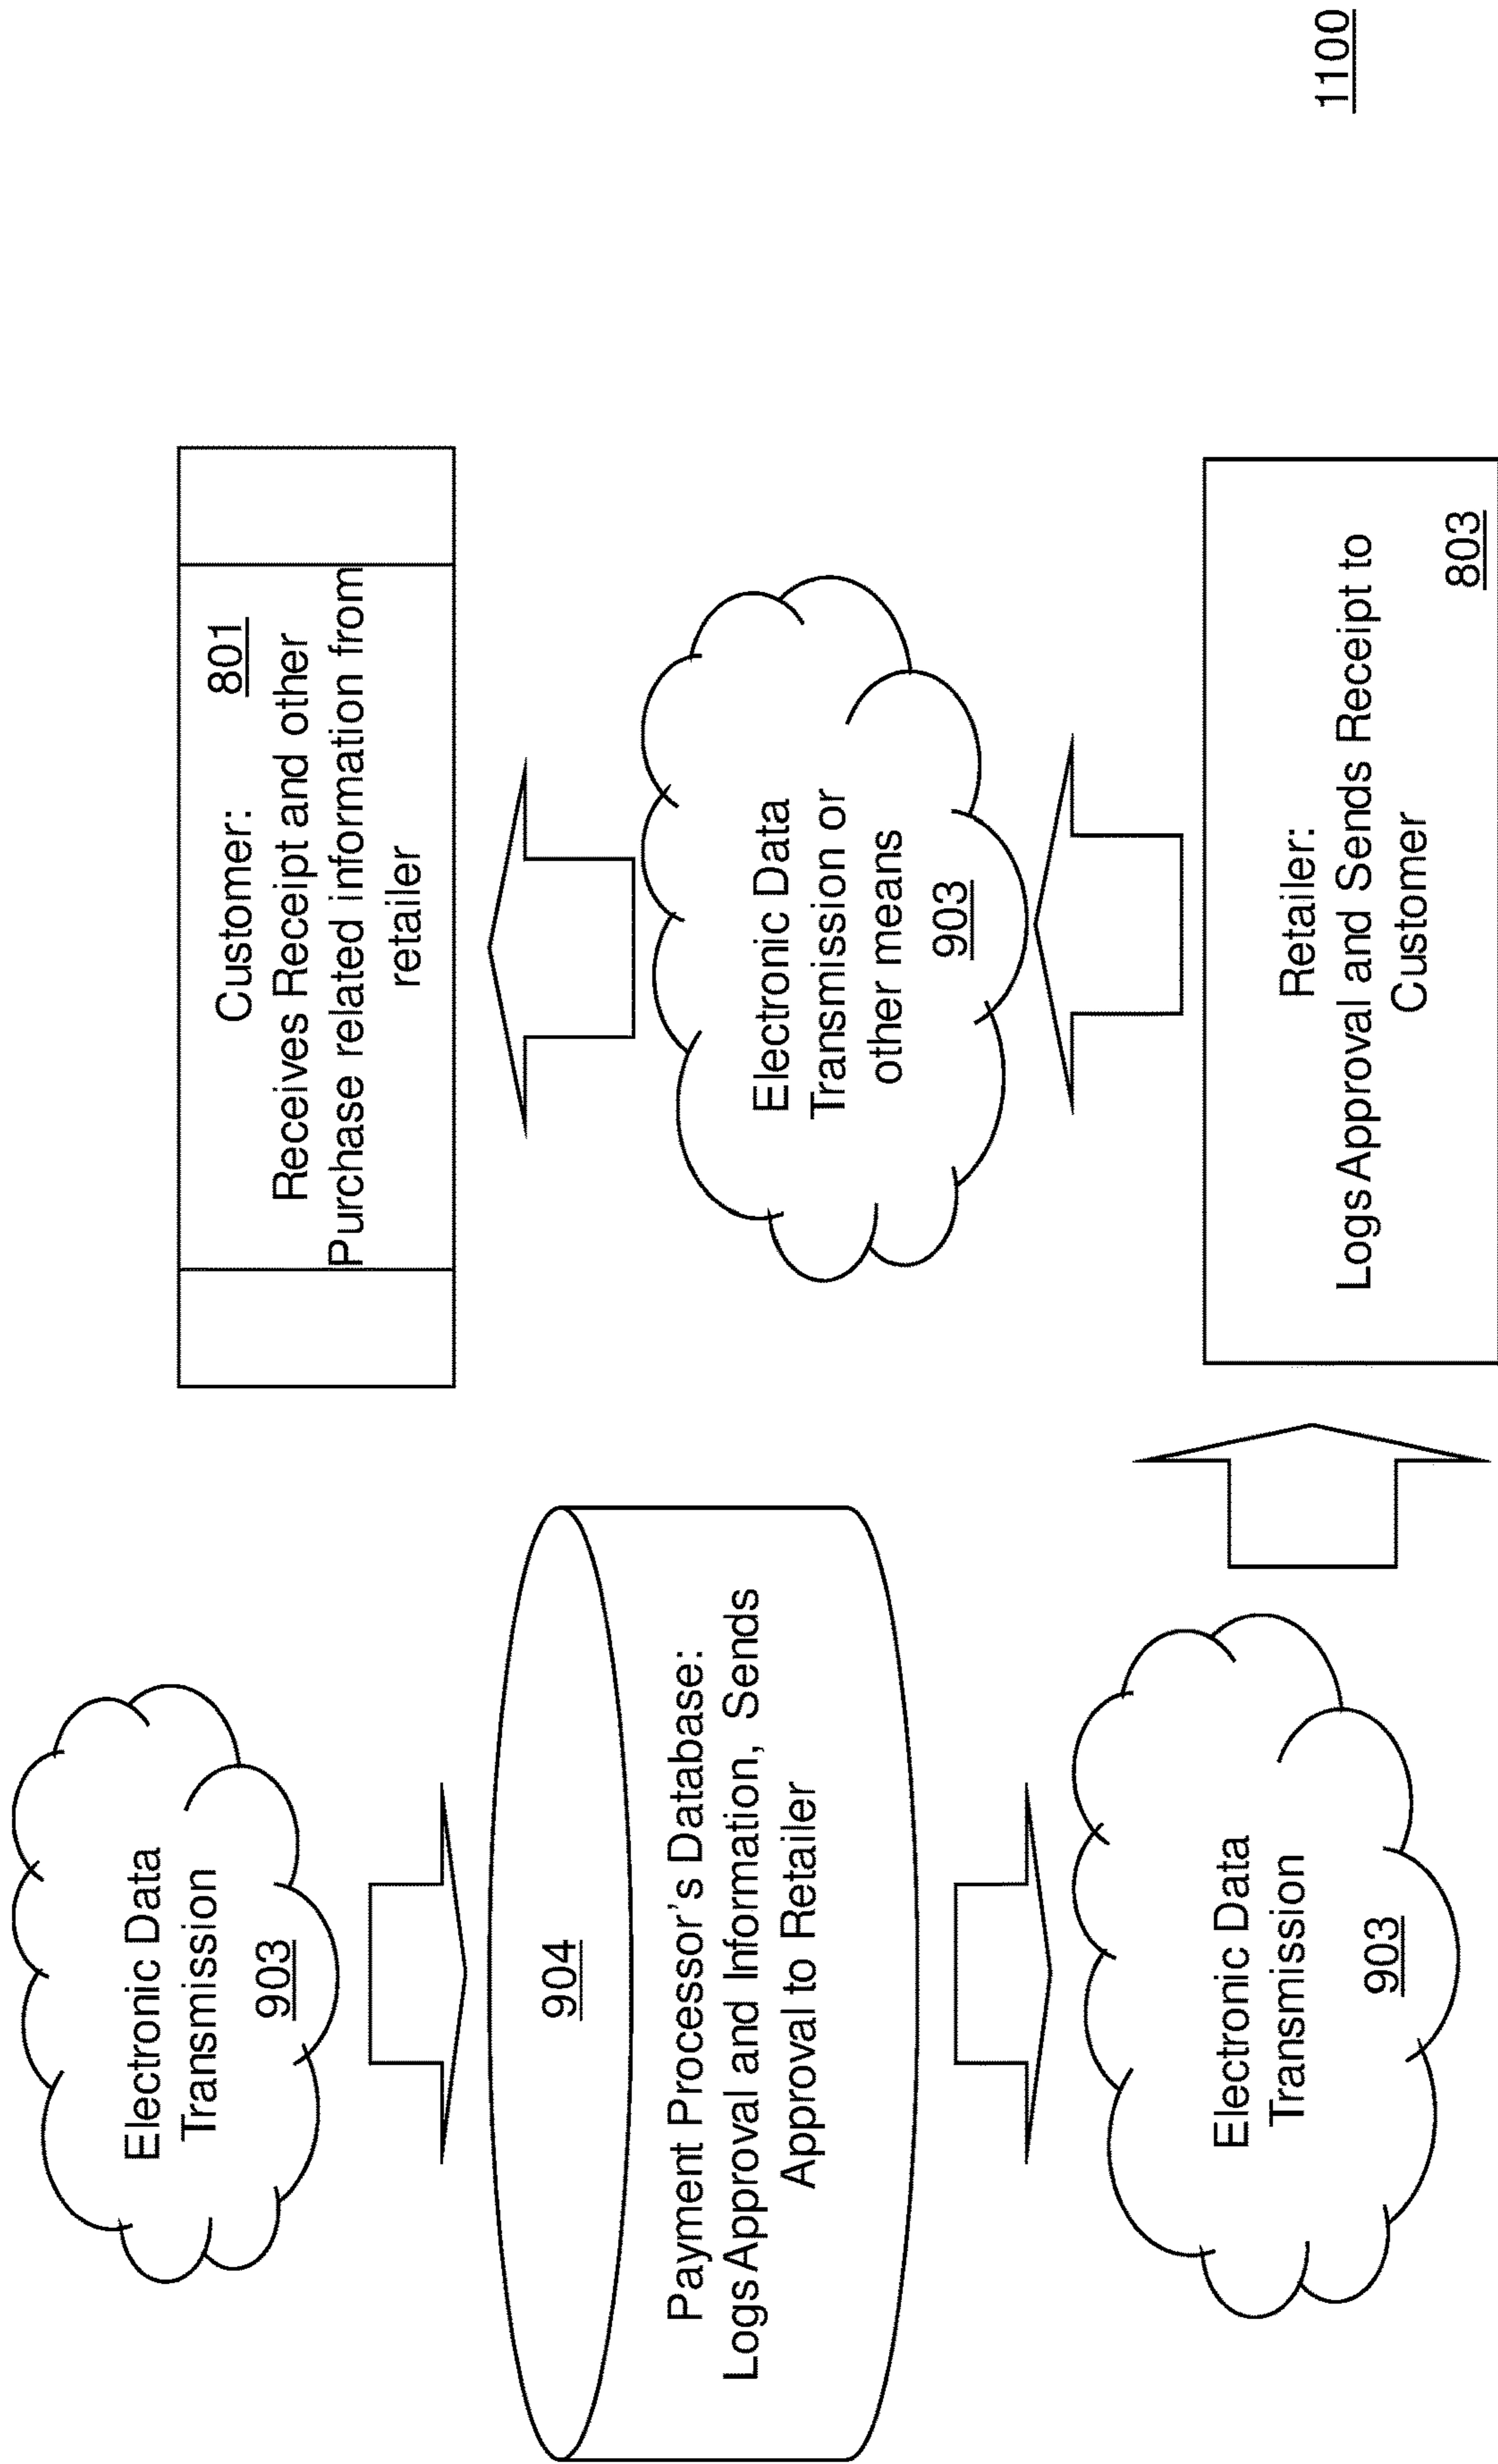 Electronic Data
Transmission
903
904
Payment Processor's Database:
Logs Approval and Information, Sends
Approval to Retailer
Electronic Data
Transmission
903
Retailer:
Logs Approval and Sends Receipt to
Customer
803
Electronic Data
Transmission or
other means
903
Customer: 801
Receives Receipt and other
Purchase related information from
retailer
1100